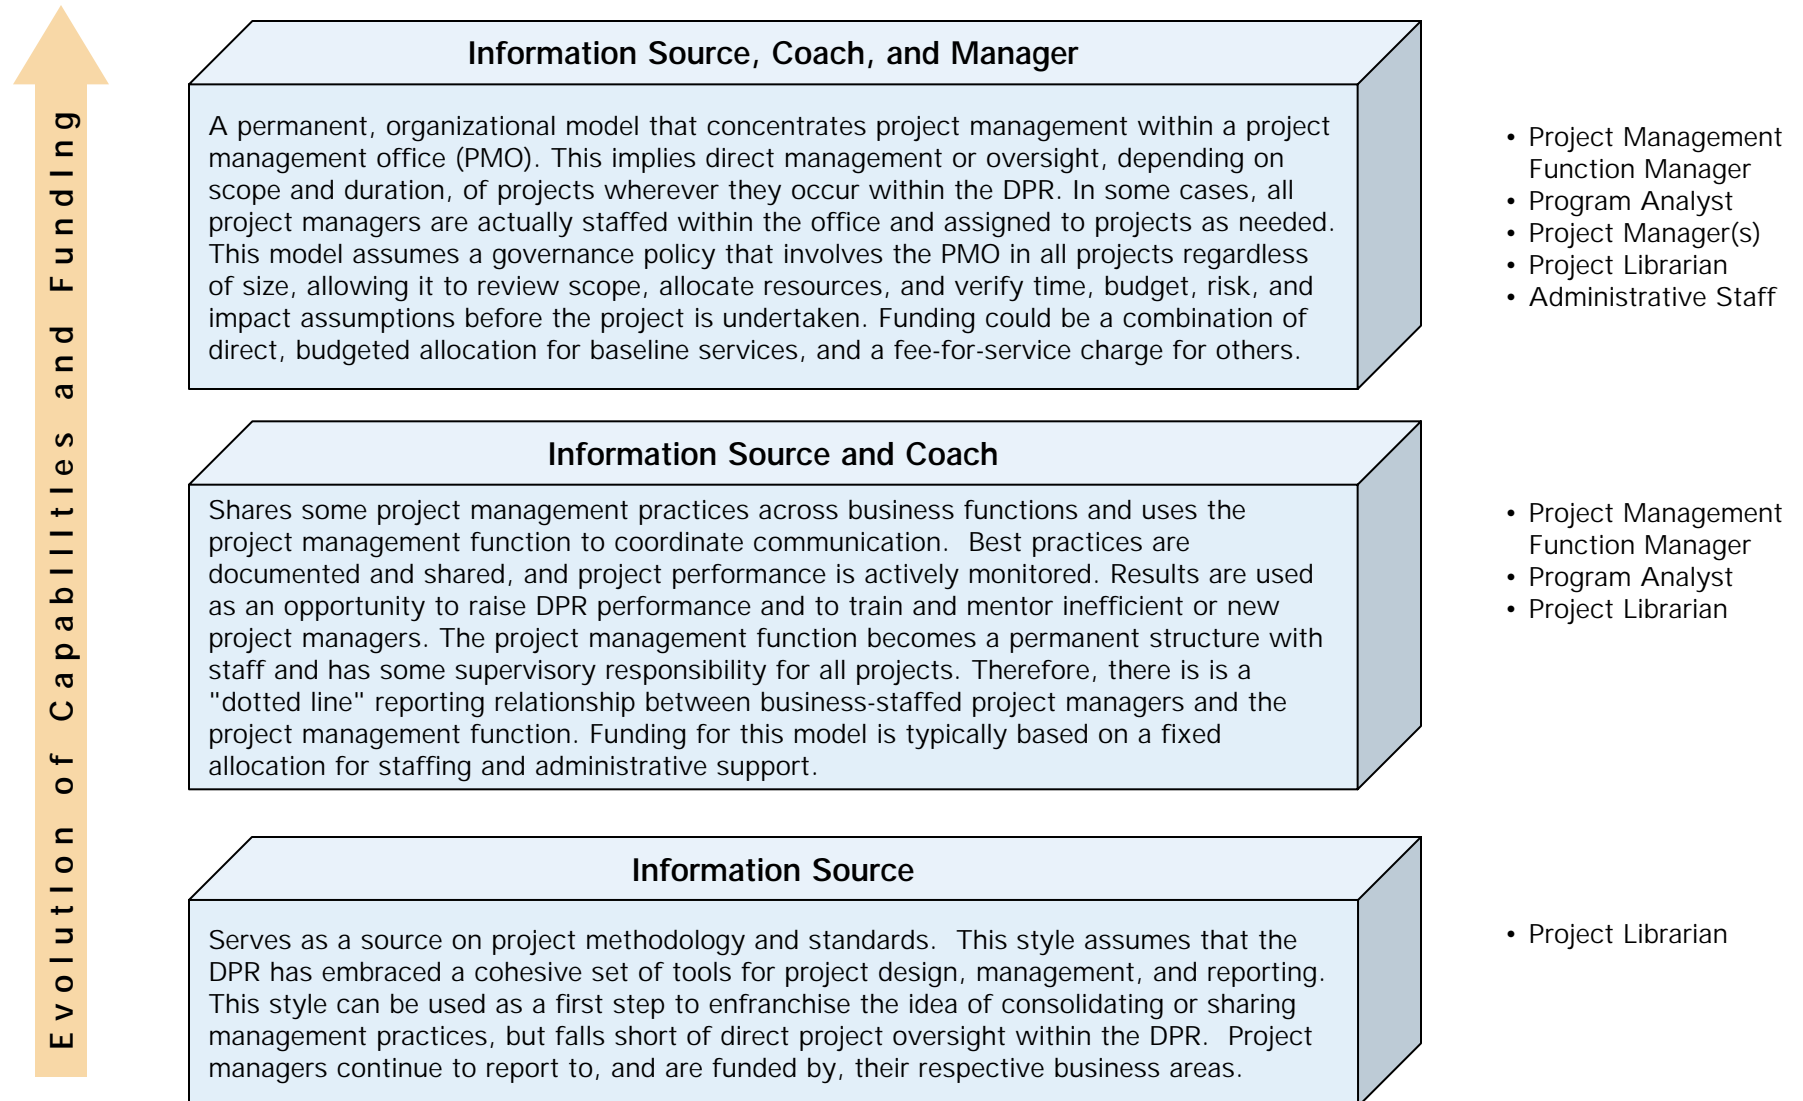 Evolution of Capabilities and Funding
Information Source, Coach, and Manager
A permanent, organizational model that concentrates project management within a project
management office (PMO). This implies direct management or oversight, depending on
scope and duration, of projects wherever they occur within the DPR. In some cases, all
project managers are actually staffed within the office and assigned to projects as needed.
This model assumes a governance policy that involves the PMO in all projects regardless
of size, allowing it to review scope, allocate resources, and verify time, budget, risk, and
impact assumptions before the project is undertaken. Funding could be a combination of
direct, budgeted allocation for baseline services, and a fee-for-service charge for others.
• Project Management
Function Manager
• Program Analyst
• Project Manager(s)
• Project Librarian
• Administrative Staff
Information Source and Coach
Shares some project management practices across business functions and uses the
project management function to coordinate communication.  Best practices are
documented and shared, and project performance is actively monitored. Results are used
as an opportunity to raise DPR performance and to train and mentor inefficient or new
project managers. The project management function becomes a permanent structure with
staff and has some supervisory responsibility for all projects. Therefore, there is is a
"dotted line" reporting relationship between business-staffed project managers and the
project management function. Funding for this model is typically based on a fixed
allocation for staffing and administrative support.
• Project Management
Function Manager
• Program Analyst
• Project Librarian
Information Source
Serves as a source on project methodology and standards.  This style assumes that the
DPR has embraced a cohesive set of tools for project design, management, and reporting.
This style can be used as a first step to enfranchise the idea of consolidating or sharing
management practices, but falls short of direct project oversight within the DPR.  Project
managers continue to report to, and are funded by, their respective business areas.
• Project Librarian